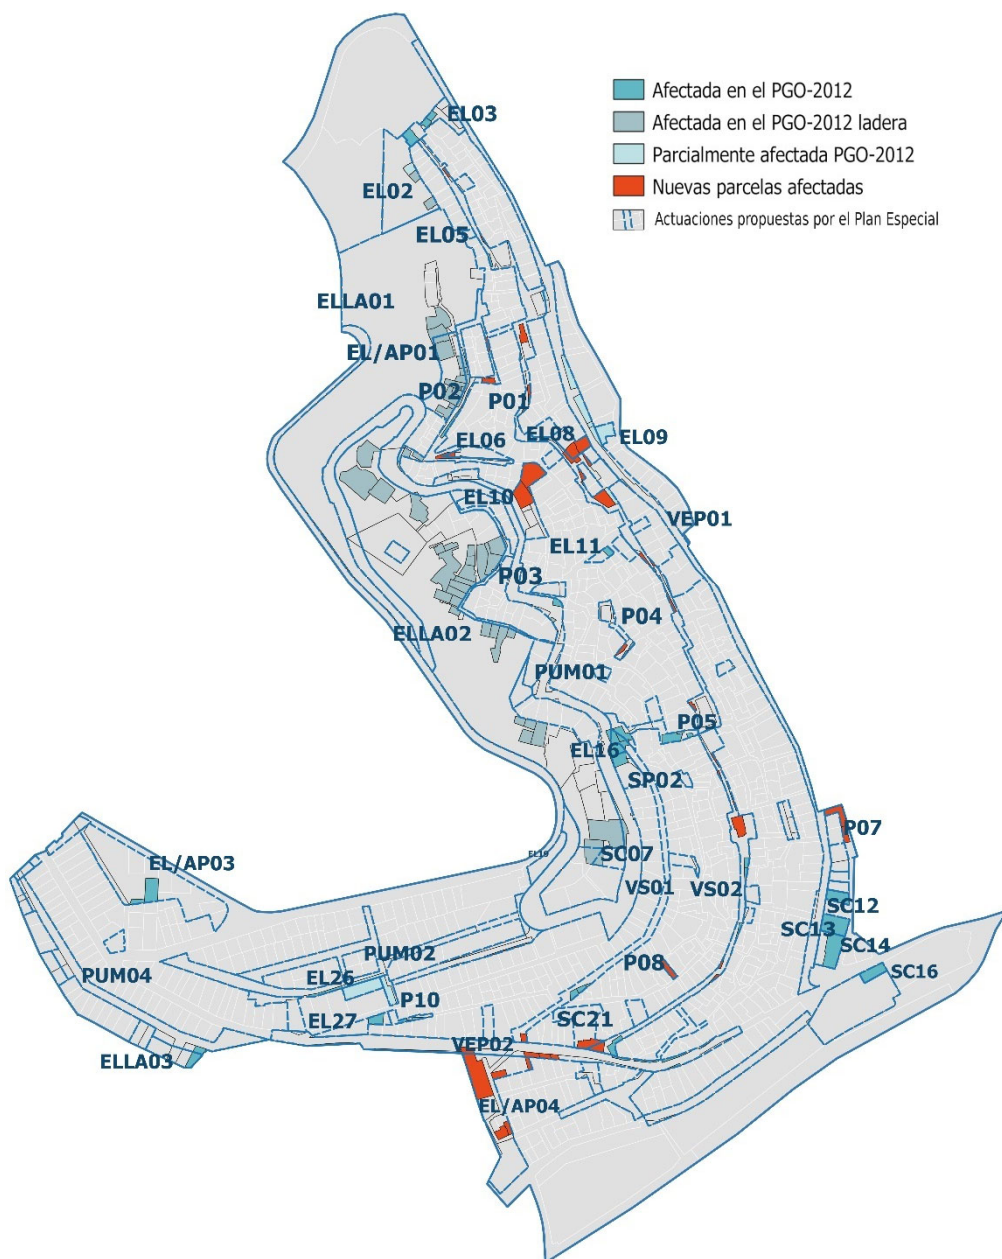 Afectada en el PGO-2012
Afectada en el PGO-2012 ladera
Parcialmente afectada PGO-2012
Nuevas parcelas afectadas
Actuaciones propuestas por el Plan Especial
EL03
EL02
EL05
ELLA01
EL/AP01
P02
P01
EL06
EL08
EL09
EL10
VEP01
EL11
P03
P04
ELLA02
PUM01
P05
EL16
SP02
P07
EL19
SC07
EL/AP03
VS01
VS02
SC12
SC13
SC14
PUM02
P08
SC16
PUM04
EL26
P10
EL27
SC21
VEP02
ELLA03
EL/AP04